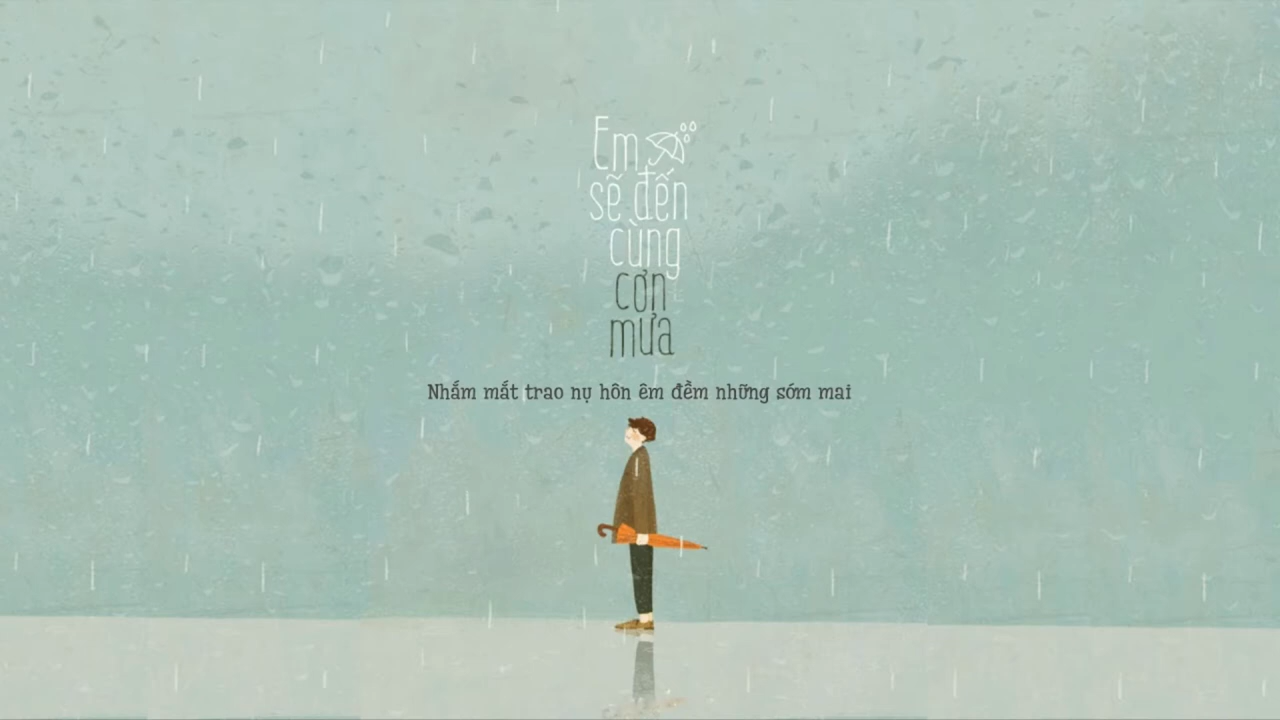 Em
sẽ đến
cùng
cơn
mưa
Nhắm mắt trao nụ hôn êm đềm những sớm mai